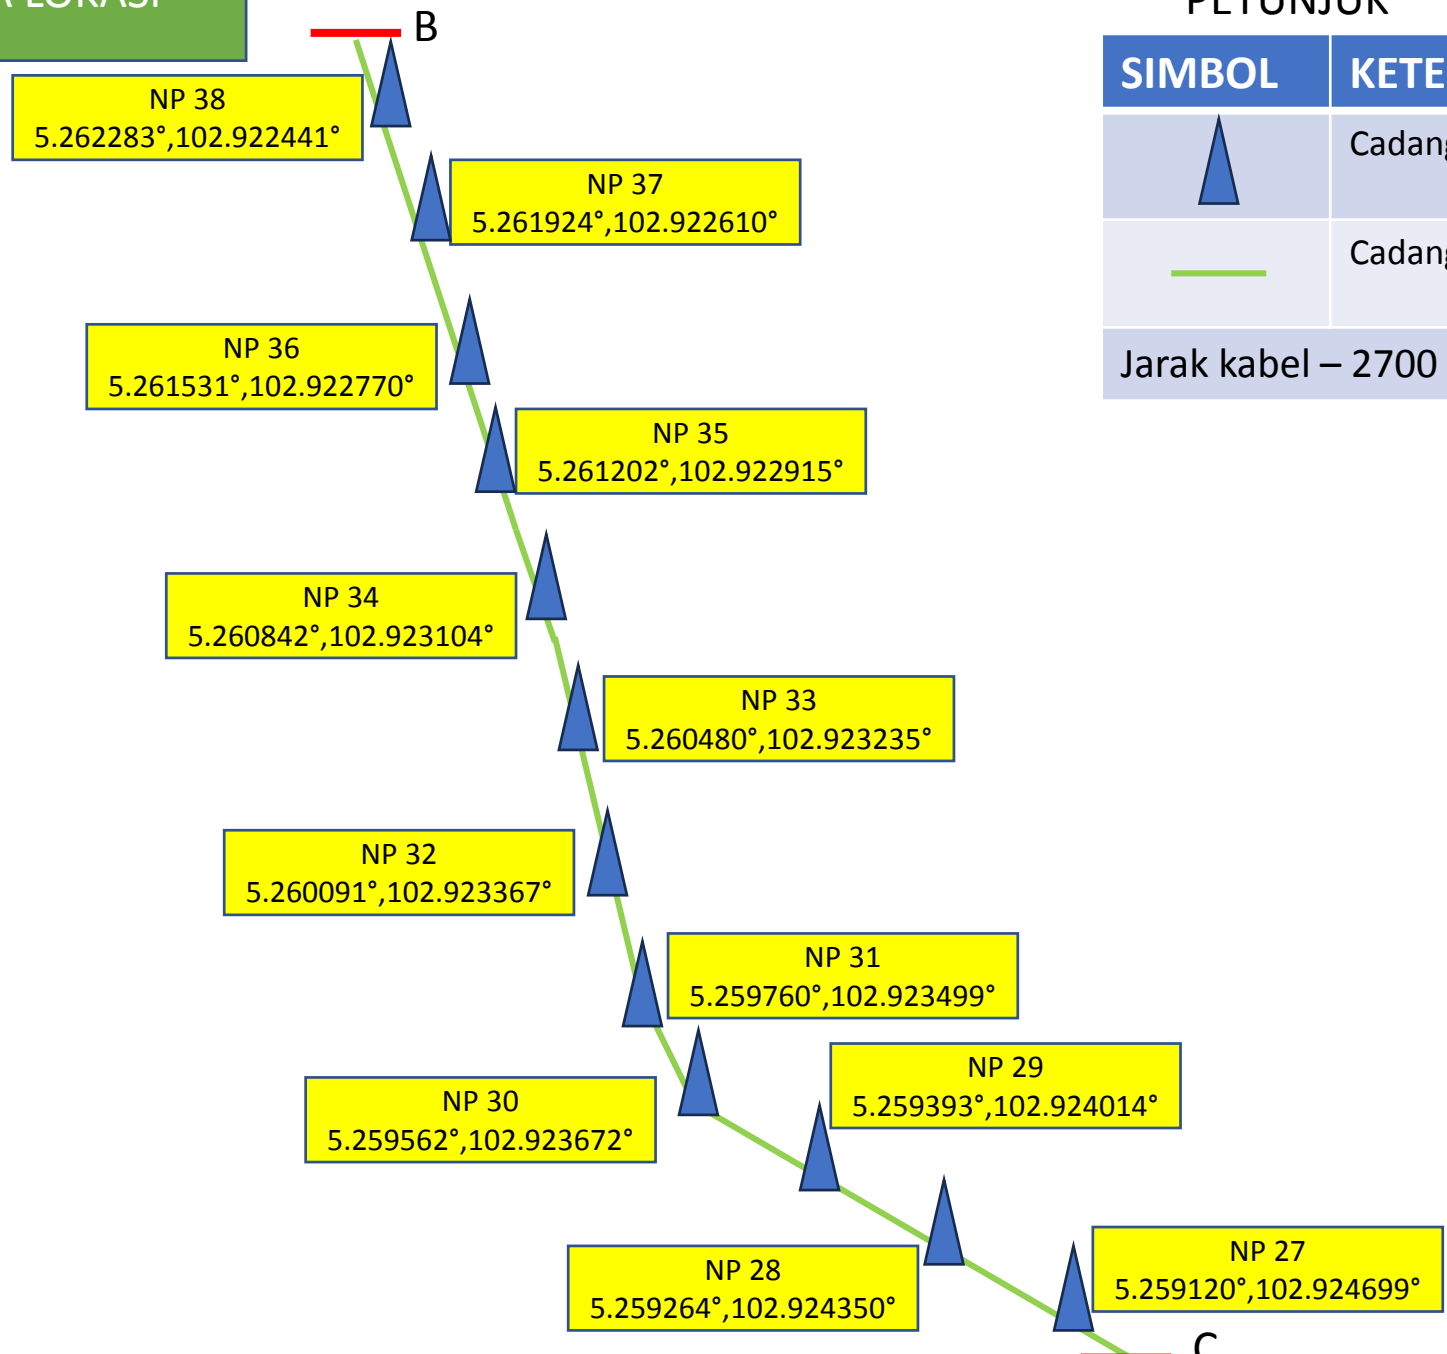 LOKASI
B
PETUNJUK
SIMBOL KETE
Cadang
Cadang
Jarak kabel – 2700
NP 38
5.262283°,102.922441°
NP 37
5.261924°,102.922610°
NP 36
5.261531°,102.922770°
NP 35
5.261202°,102.922915°
NP 34
5.260842°,102.923104°
NP 33
5.260480°,102.923235°
NP 32
5.260091°,102.923367°
NP 31
5.259760°,102.923499°
NP 30
5.259562°,102.923672°
NP 29
5.259393°,102.924014°
NP 28
5.259264°,102.924350°
NP 27
5.259120°,102.924699°
C